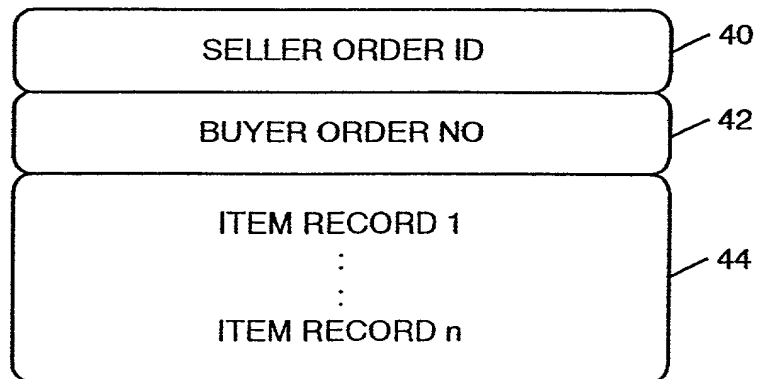 SELLER ORDER ID 40
BUYER ORDER NO 42
ITEM RECORD 1
44
ITEM RECORD n